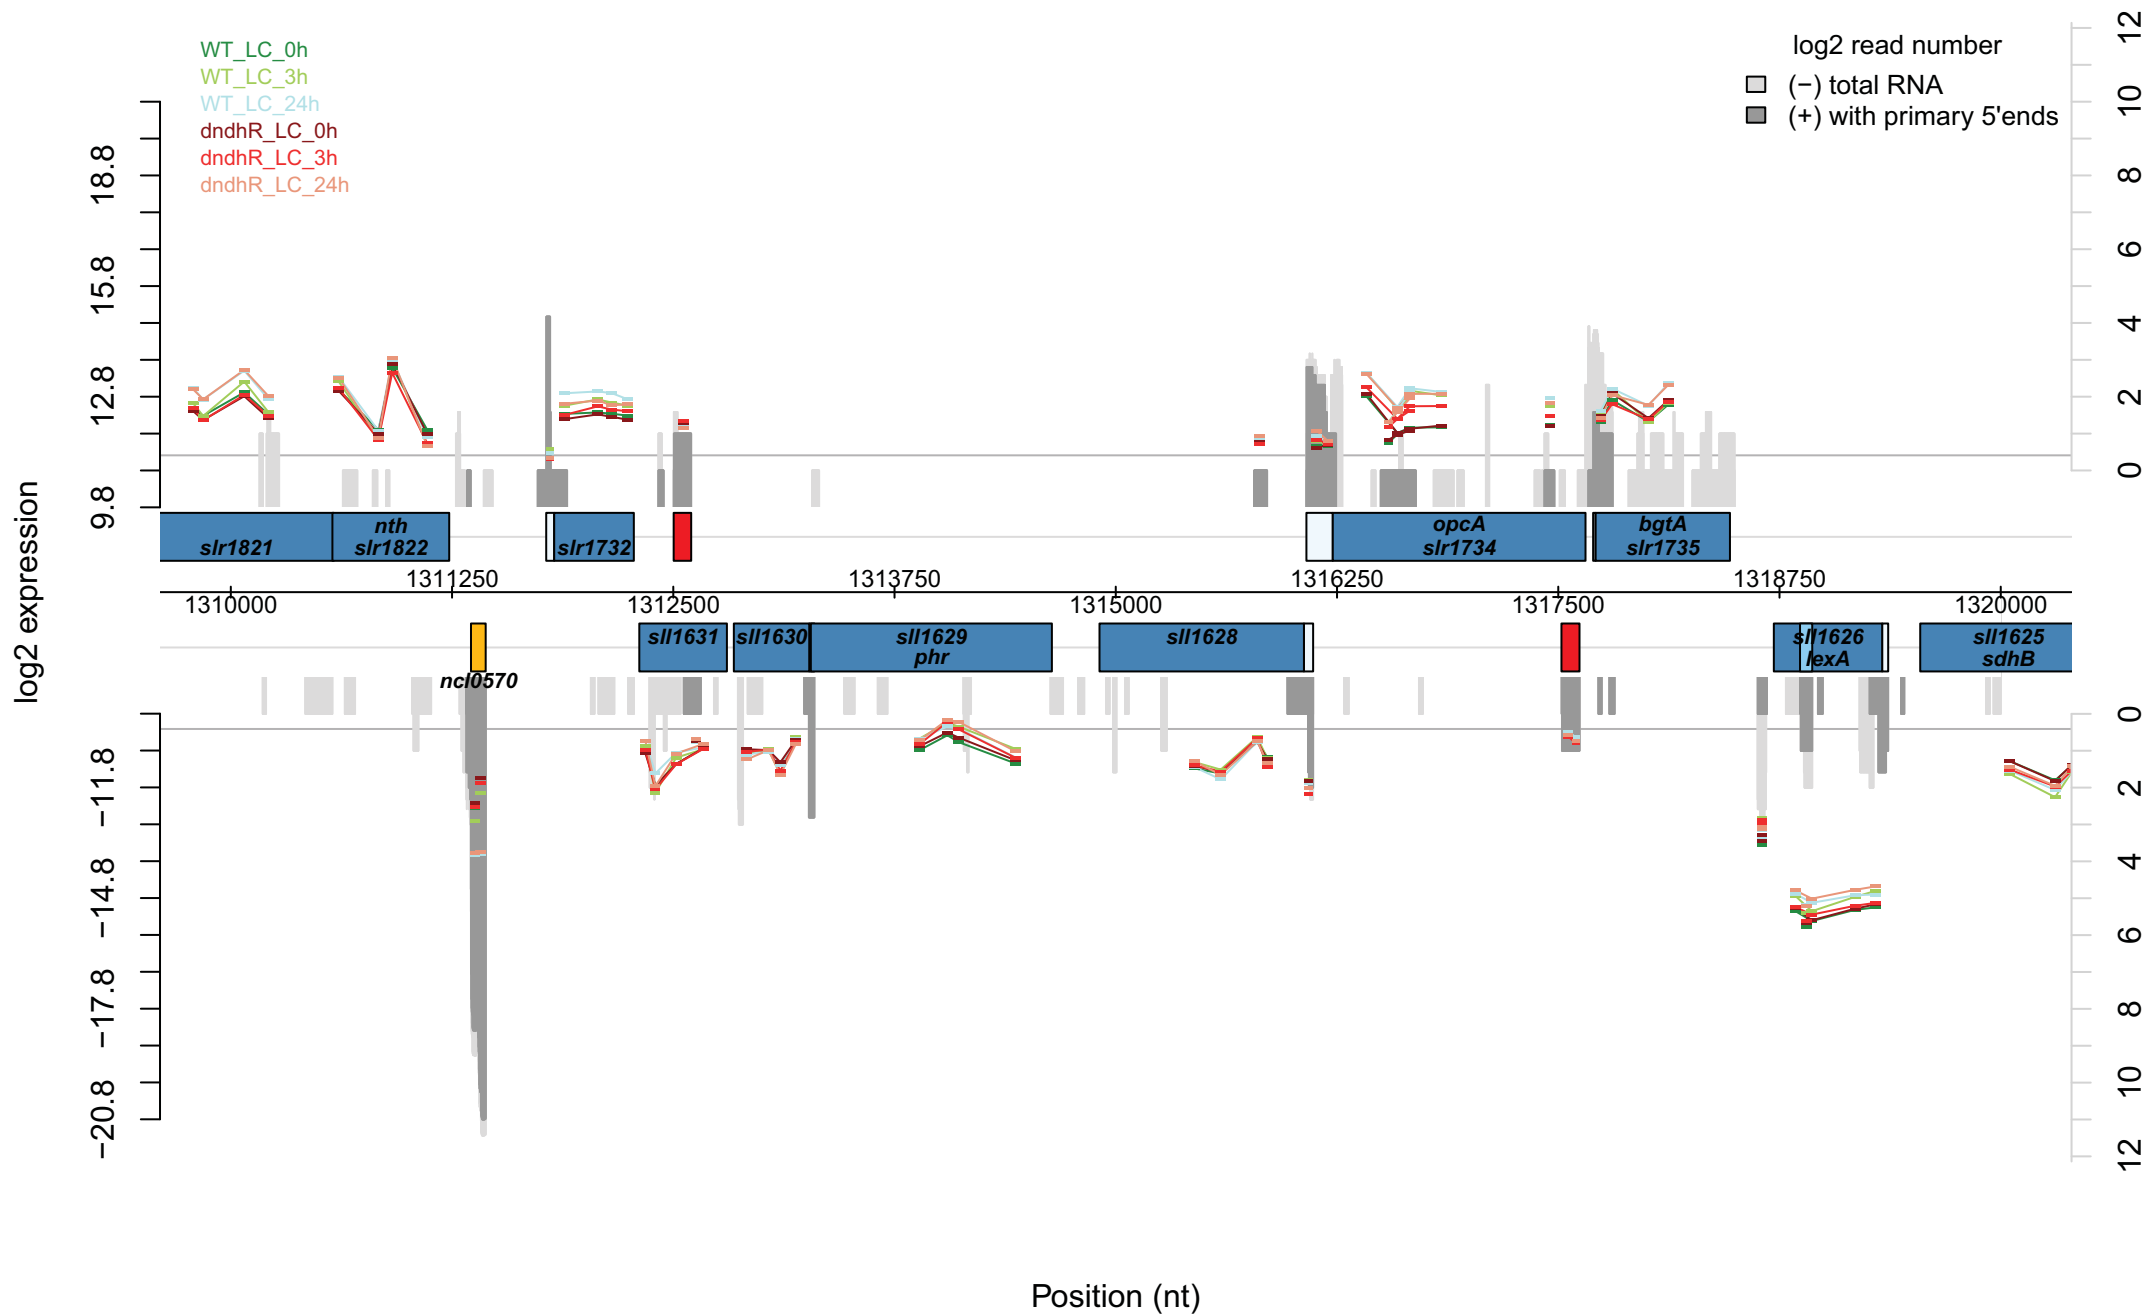 WT_LC_0h
WT_LC_3h
WT_LC_24h
dndhR_LC_0h
dndhR_LC_3h
dndhR_LC_24h
log2 read number
(−) total RNA
(+) with primary 5'ends
log2 expression
18.8
15.8
12.8
9.8
12
10
8
6
4
2
0
nth
slr1821
slr1822
slr1732
opcA
slr1734
bgtA
slr1735
1311250
1313750
1316250
1318750
1310000
1312500
1315000
1317500
1320000
sll1631
sll1630
sll1629
phr
sll1628
sll1626
lexA
sll1625
sdhB
ncl0570
−11.8
−14.8
−17.8
−20.8
0
2
4
6
8
10
12
Position (nt)